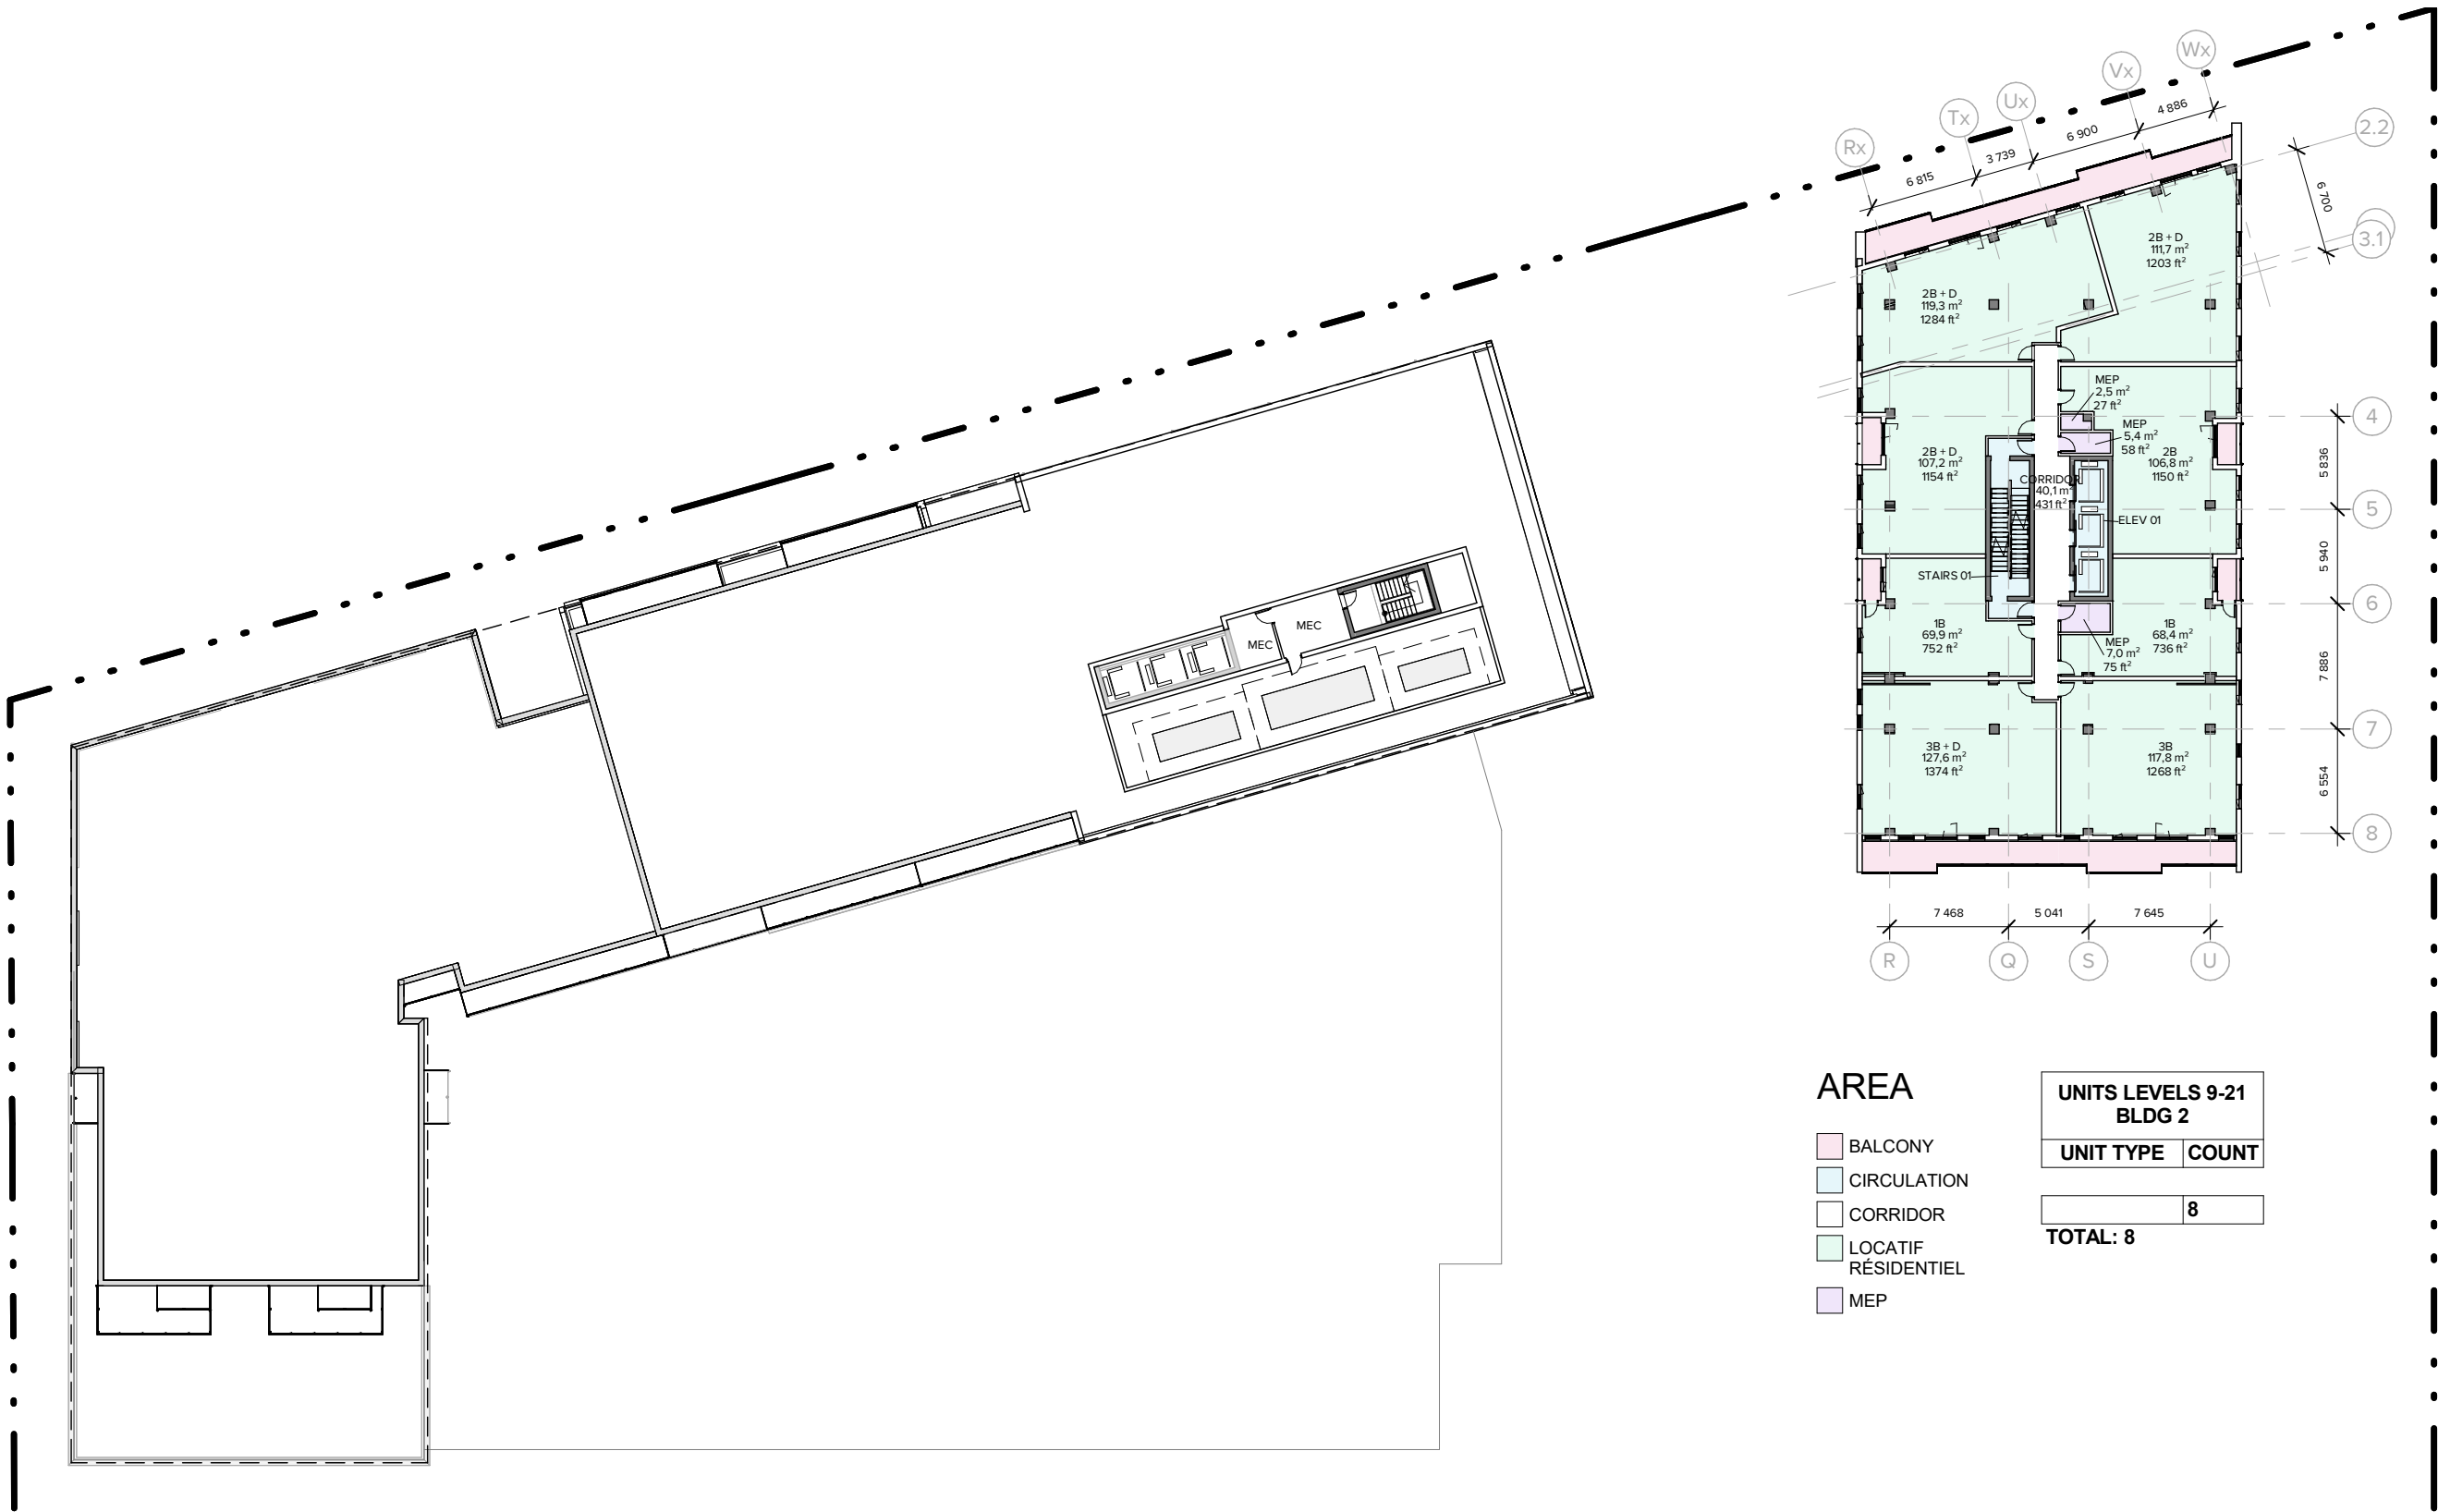 Wx
Vx
Ux
Tx
Rx
4 886
6 900
3 739
6 815
2.2
6 700
3.1
2B + D
111,7 m²
1203 ft²
2B + D
119,3 m²
1284 ft²
MEP
2,5 m²
27 ft²
4
MEP
5,4 m²
58 ft²
2B + D
107,2 m²
1154 ft²
2B
106,8 m²
1150 ft²
5 836
CORRIDOR
40,1 m²
431 ft²
5
ELEV 01
5 940
STAIRS 01
6
1B
69,9 m²
752 ft²
1B
68,4 m²
736 ft²
MEP
7,0 m²
75 ft²
7 886
MEC
MEC
7
3B + D
127,6 m²
1374 ft²
3B
117,8 m²
1268 ft²
6 554
8
7 468
5 041
7 645
R
Q
S
U
AREA
BALCONY
CIRCULATION
CORRIDOR
LOCATIF
RÉSIDENTIEL
MEP
UNITS LEVELS 9-21
BLDG 2
UNIT TYPE COUNT
8
TOTAL: 8